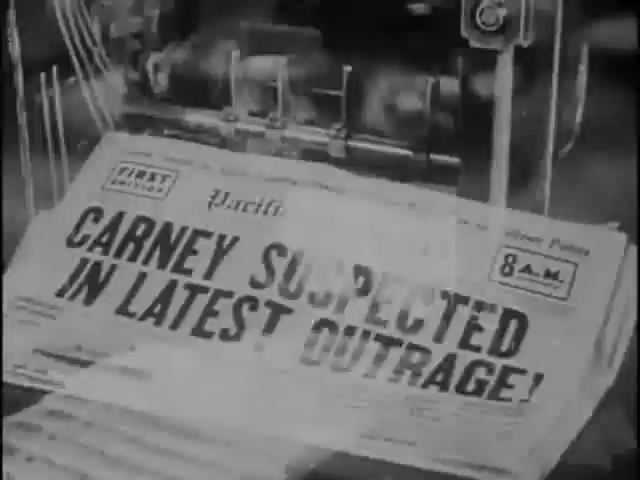 FIRST
EDITION
Pacific
8 A.M.
CARNEY SUSPECTED
IN LATEST OUTRAGE!